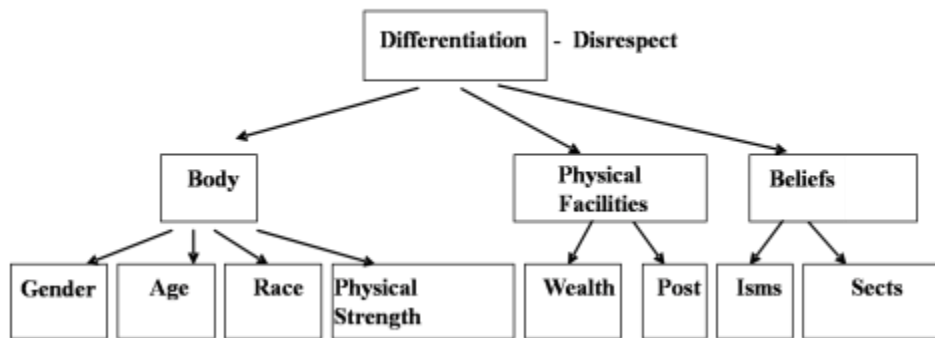 Differentiation - Disrespect
Body
Physical
Facilities
Beliefs
Gender
Age
Race
Physical
Strength
Wealth
Post
Isms
Sects